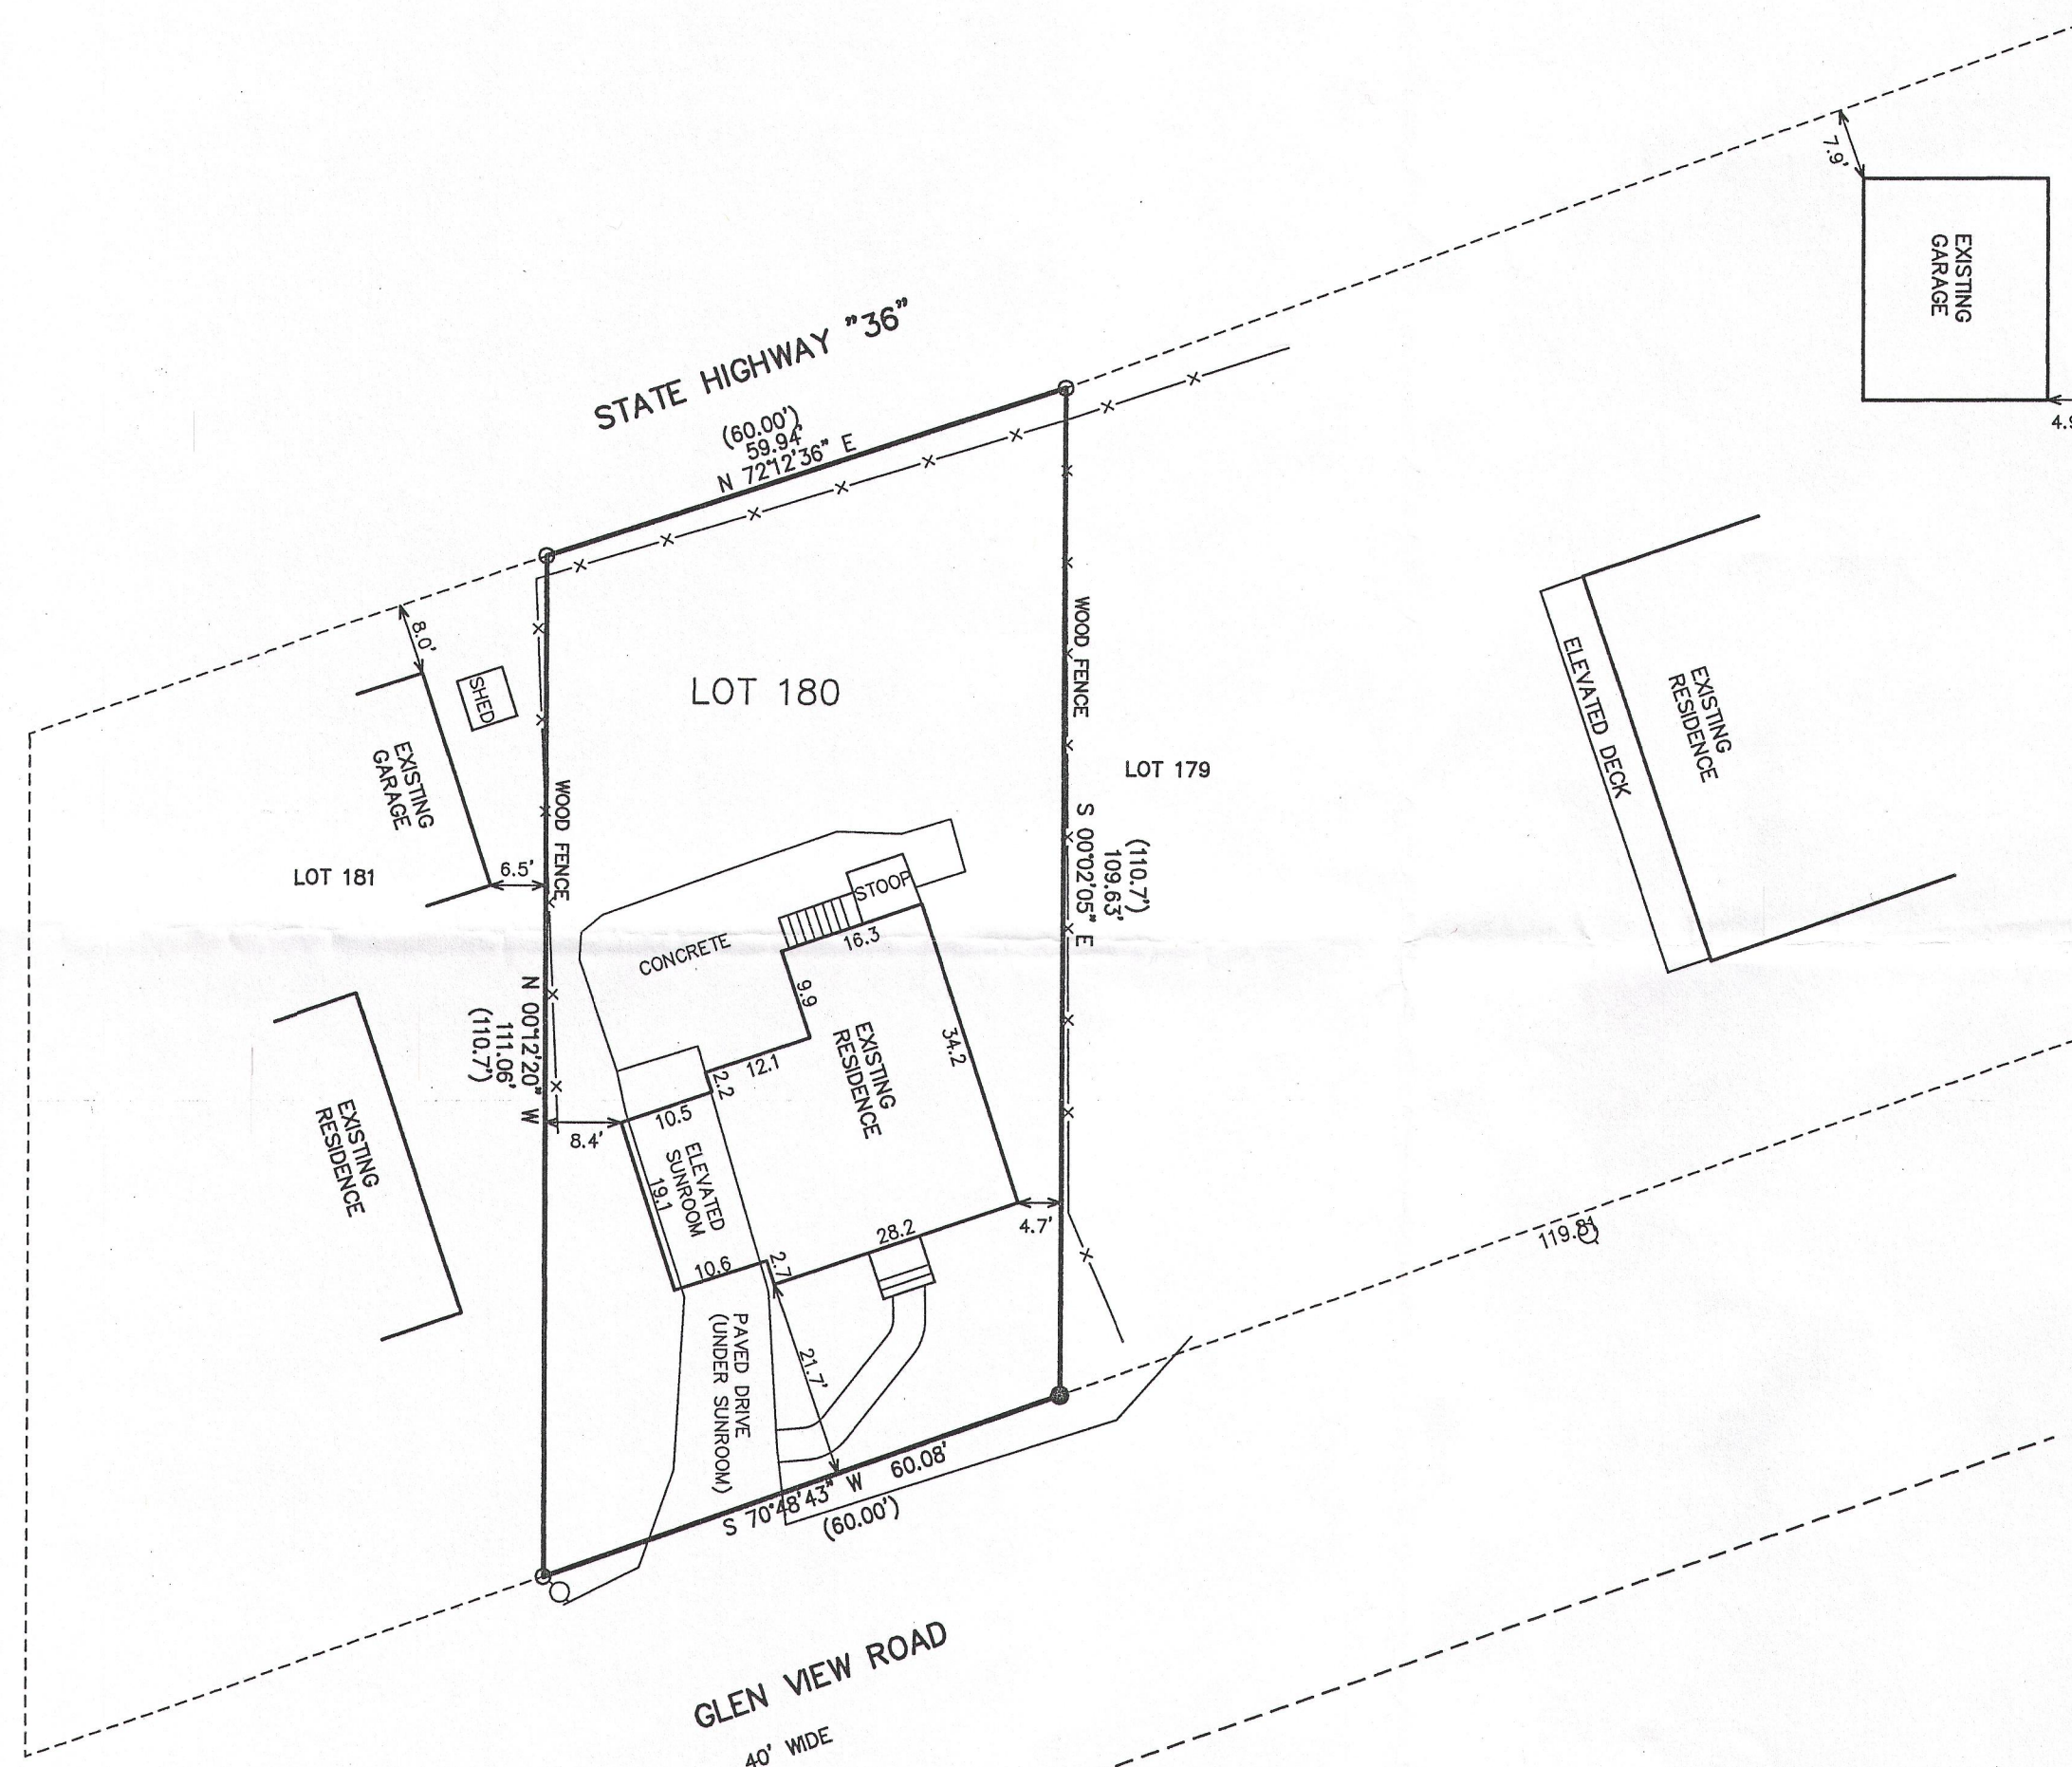 7.9'
EXISTING
GARAGE
STATE HIGHWAY "36"
(60.00')
59.94'
N 72°12'36" E
8.0'
SHED
EXISTING
GARAGE
WOOD FENCE
LOT 180
WOOD FENCE
LOT 179
ELEVATED DECK
EXISTING
RESIDENCE
LOT 181
6.5'
STOOP
16.3
CONCRETE
9.9
S 00°02'05" E
109.63'
(110.7')
N 00°12'20" W
111.06'
(110.7')
EXISTING
RESIDENCE
34.2
12.1
2.2
10.5
8.4'
EXISTING
RESIDENCE
ELEVATED
SUNROOM
19.1
28.2
4.7'
10.6
2.7
PAVED DRIVE
(UNDER SUNROOM)
21.7'
S 70°48'43" W 60.08'
(60.00')
GLEN VIEW ROAD
40' WIDE